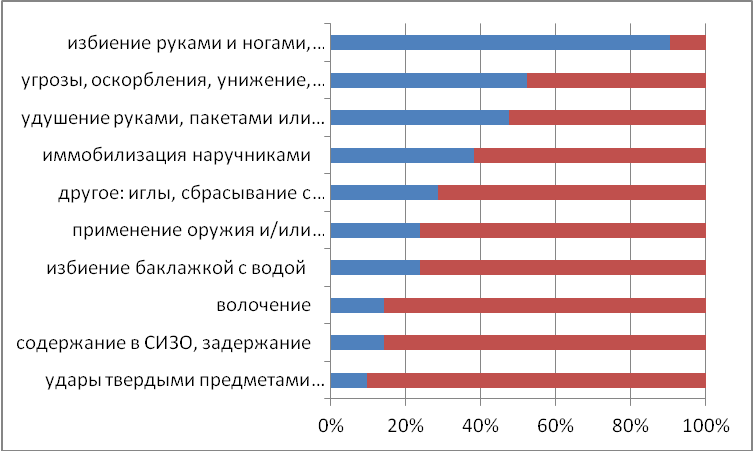 избиение руками и ногами,...
угрозы, оскорбления, унижение,...
удушение руками, пакетами или...
иммобилизация наручниками
другое: иглы, сбрасывание с...
применение оружия и/или...
избиение баклажкой с водой
волочение
содержание в СИЗО, задержание
удары твердыми предметами ...
0% 20% 40% 60% 80% 100%